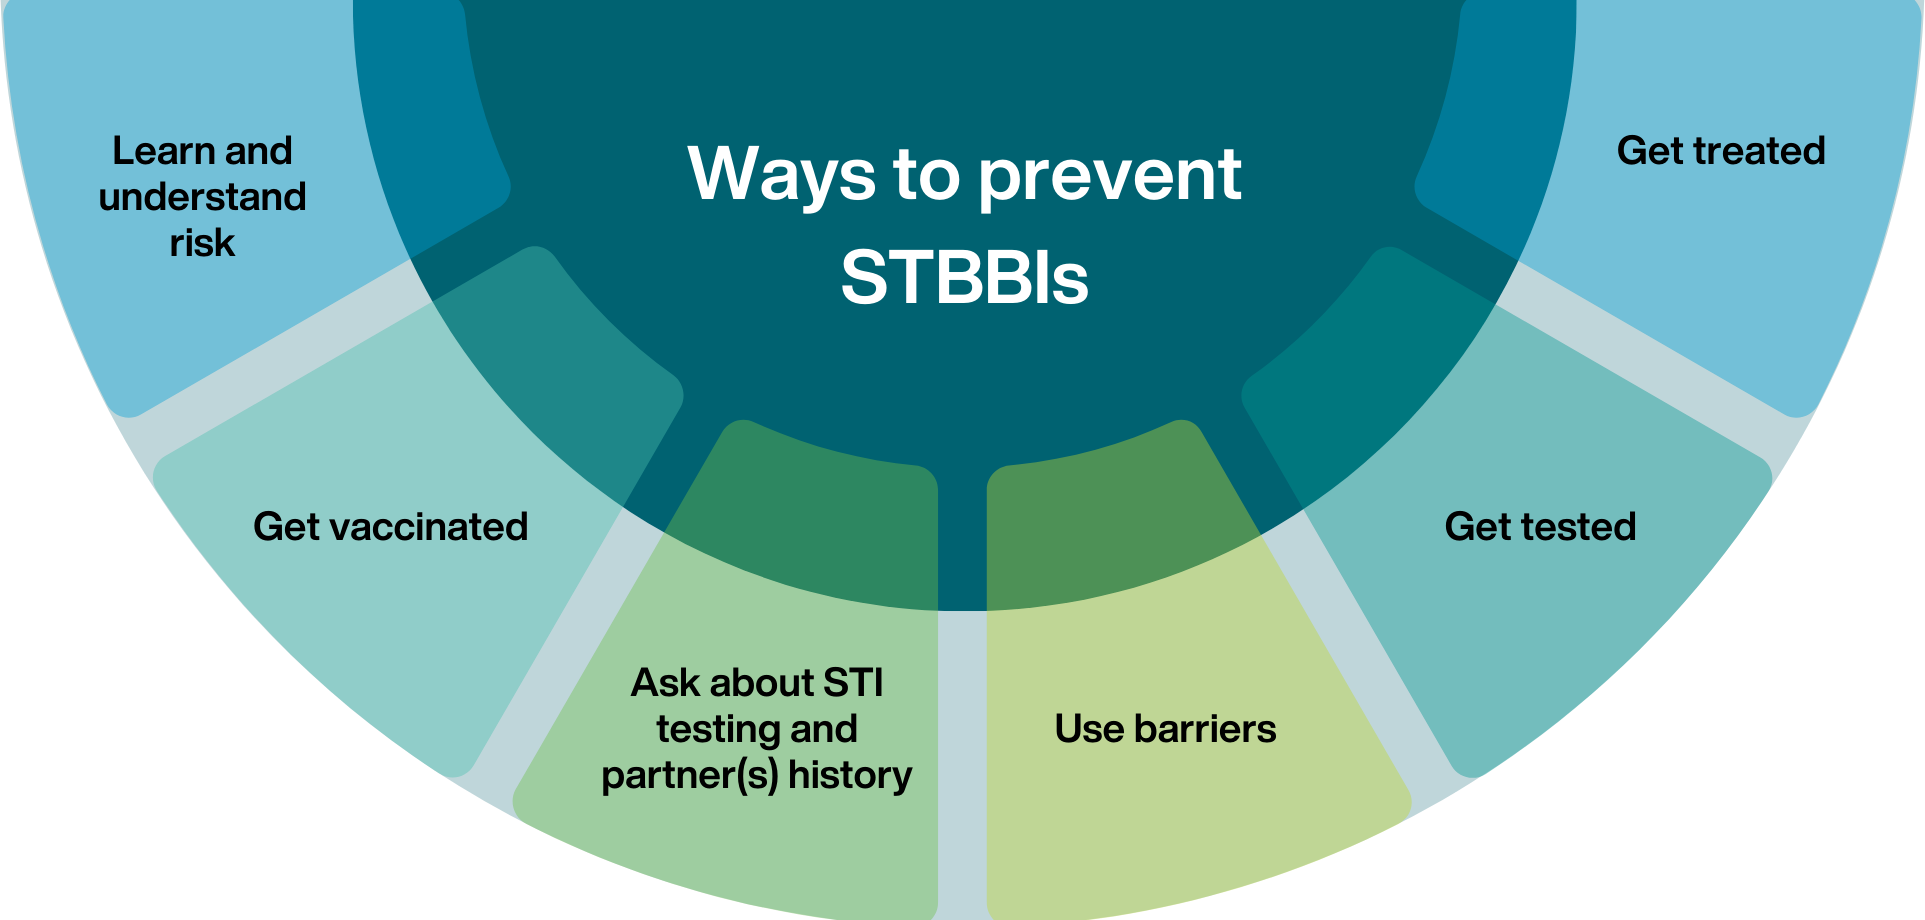 Ways to prevent
STBBIs
Learn and
understand
risk
Get vaccinated
Ask about STI
testing and
partner(s) history
Use barriers
Get tested
Get treated